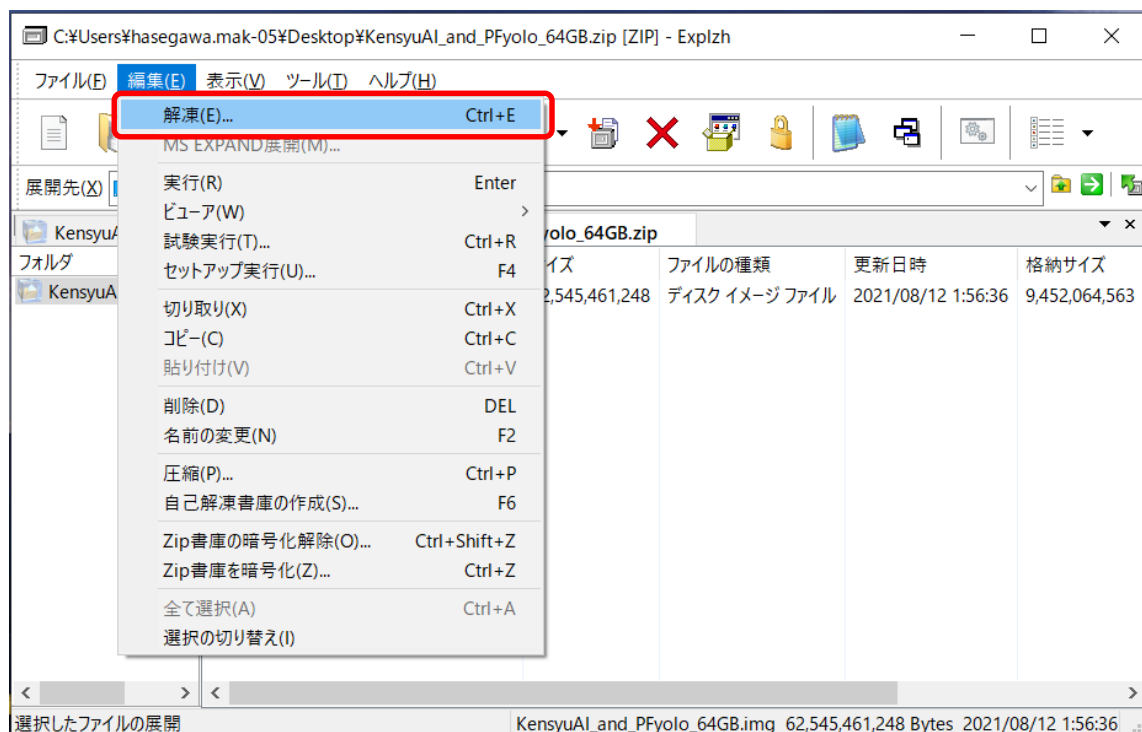 C:¥Users¥hasegawa.mak-05¥Desktop¥KensyuAI_and_PFyolo_64GB.zip [ZIP] - Explzh
ファイル(F) 編集(E) 表示(V) ツール(T) ヘルプ(H)
解凍(E)... Ctrl+E
MS EXPAND展開(M)...
展開先(X)
実行(R) Enter
ビューア(W)
試験実行(T)... Ctrl+R
セットアップ実行(U)... F4
切り取り(X) Ctrl+X
コピー(C) Ctrl+C
貼り付け(V) Ctrl+V
削除(D) DEL
名前の変更(N) F2
圧縮(P)... Ctrl+P
自己解凍書庫の作成(S)... F6
Zip書庫の暗号化解除(O)... Ctrl+Shift+Z
Zip書庫を暗号化(Z)... Ctrl+Z
全て選択(A) Ctrl+A
選択の切り替え(I)
KensyuA yolo_64GB.zip
フォルダ イズ ファイルの種類 更新日時 格納サイズ
KensyuA 2,545,461,248 ディスク イメージ ファイル 2021/08/12 1:56:36 9,452,064,563
選択したファイルの展開 KensyuAI_and_PFyolo_64GB.img 62,545,461,248 Bytes 2021/08/12 1:56:36